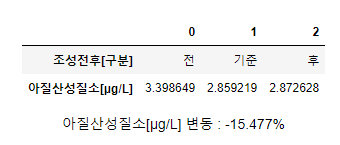 0 1 2
조성전후[구분] 전 기준 후
아질산성질소[μg/L] 3.398649 2.859219 2.872628
아질산성질소[μg/L] 변동 : -15.477%